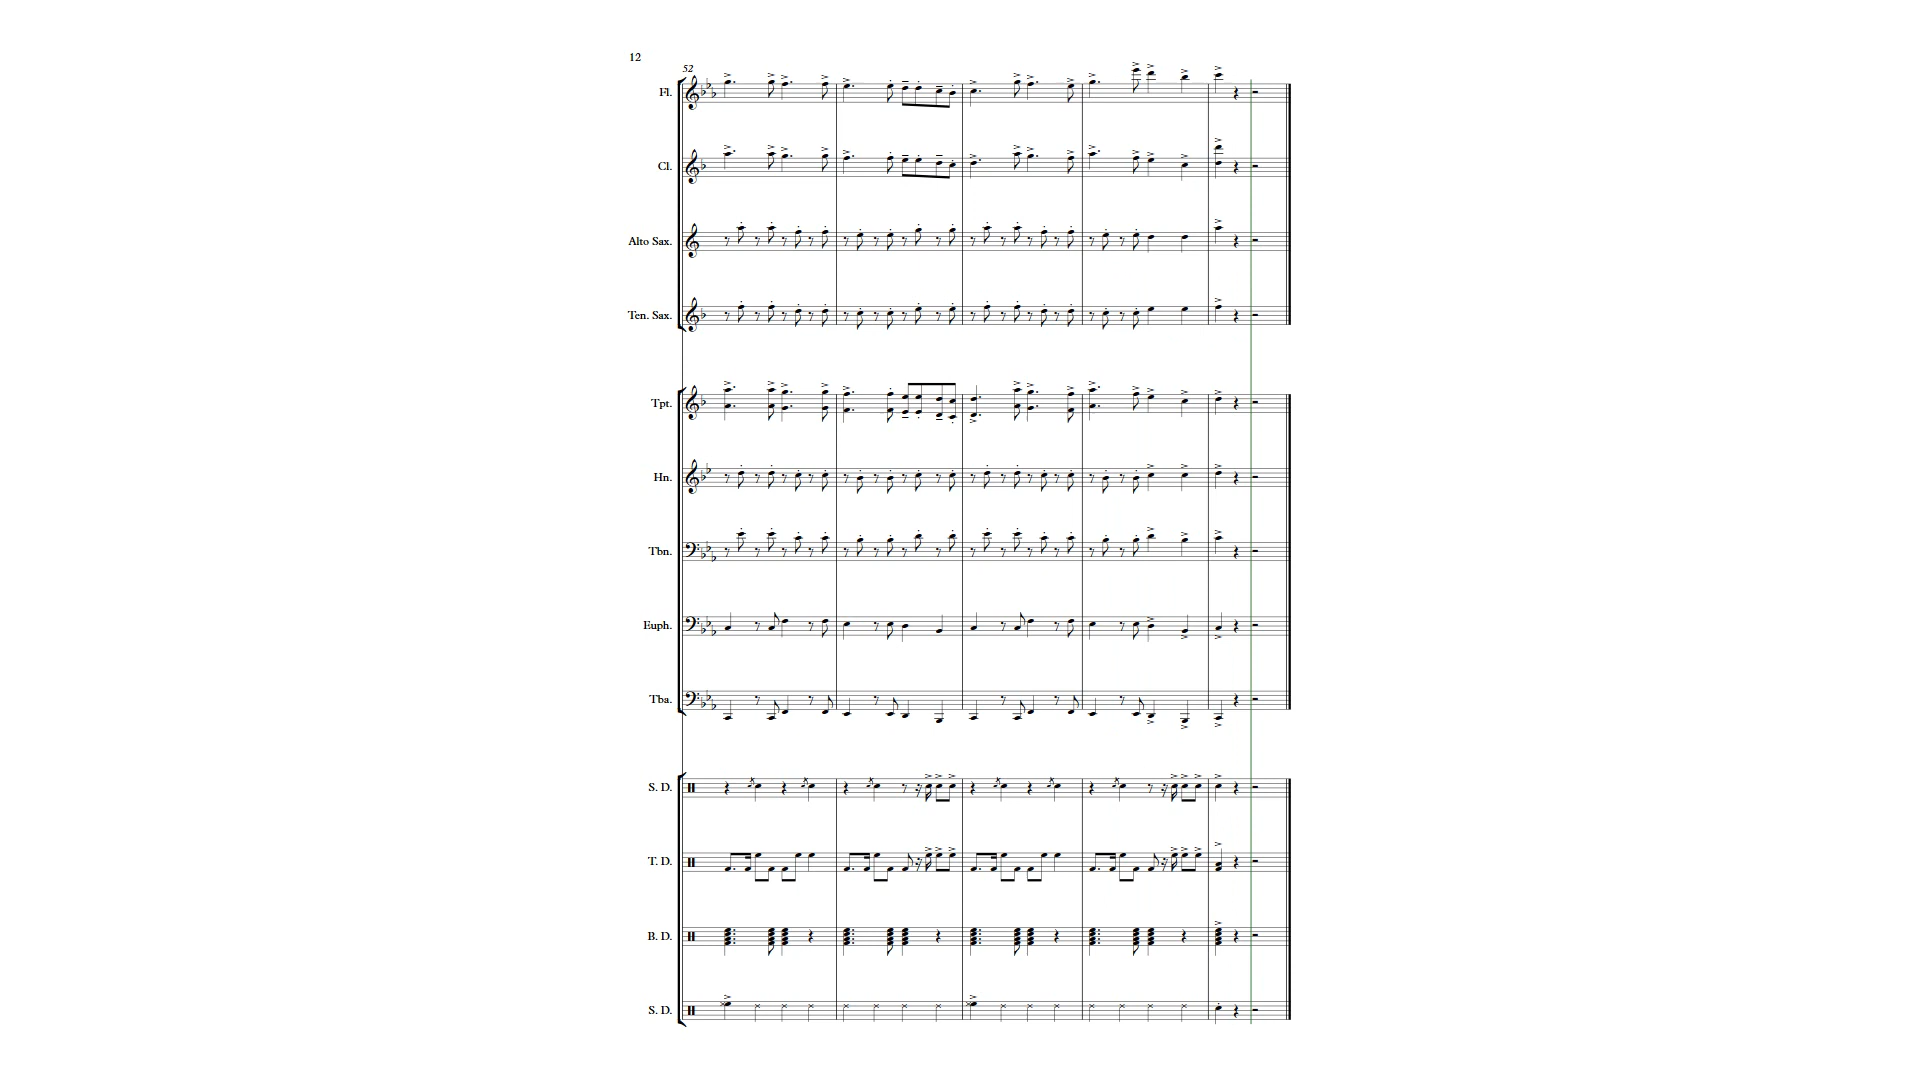 12
52
Fl.
Cl.
Alto Sax.
Ten. Sax.
Tpt.
Hn.
Tbn.
Euph.
Tba.
S. D.
T. D.
B. D.
S. D.